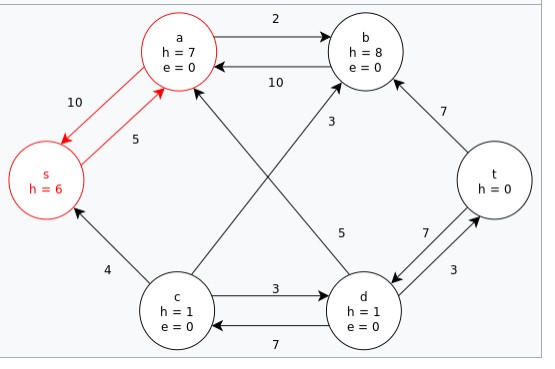 2
a
h = 7
e = 0
b
h = 8
e = 0
10
10
3
7
5
s
h = 6
t
h = 0
5
7
4
3
3
c
h = 1
e = 0
d
h = 1
e = 0
7